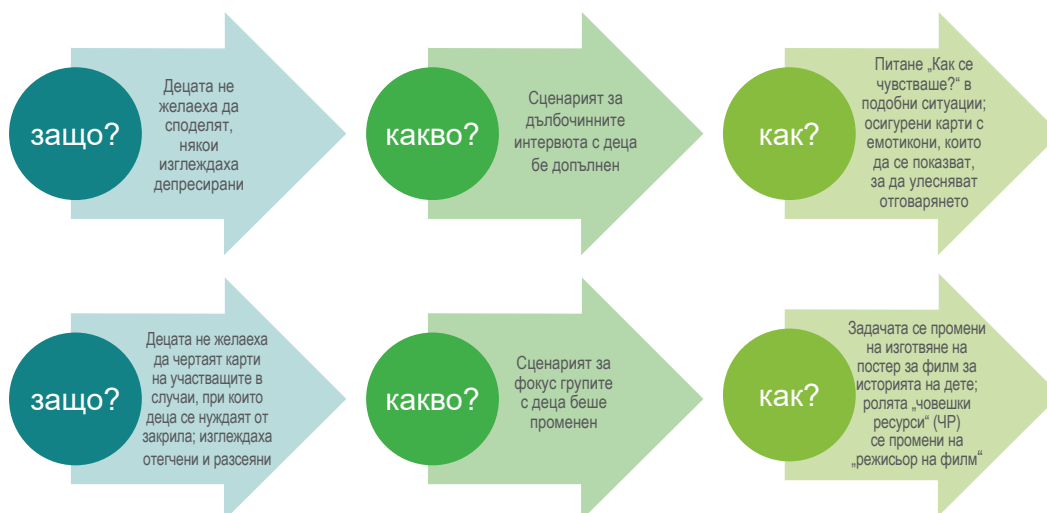 защо?
Децата не
желаеха да
споделят,
някои
изглеждаха
депресирани
какво?
Сценарият за
дълбочинните
интервюта с деца
бе допълнен
как?
Питане „Как се
чувстваше?“ в
подобни ситуации;
осигурени карти с
емотикони, които
да се показват,
за да улесняват
отговарянето
защо?
Децата не желаеха
да чертаят карти
на участващите в
случаи, при които
деца се нуждаят от
закрила; изглеждаха
отегчени и разсеяни
какво?
Сценарият за
фокус групите
с деца беше
променен
как?
Задачата се промени
на изготвяне на
постер за филм за
историята на дете;
ролята „човешки
ресурси“ (ЧР)
се промени на
„режисьор на филм“